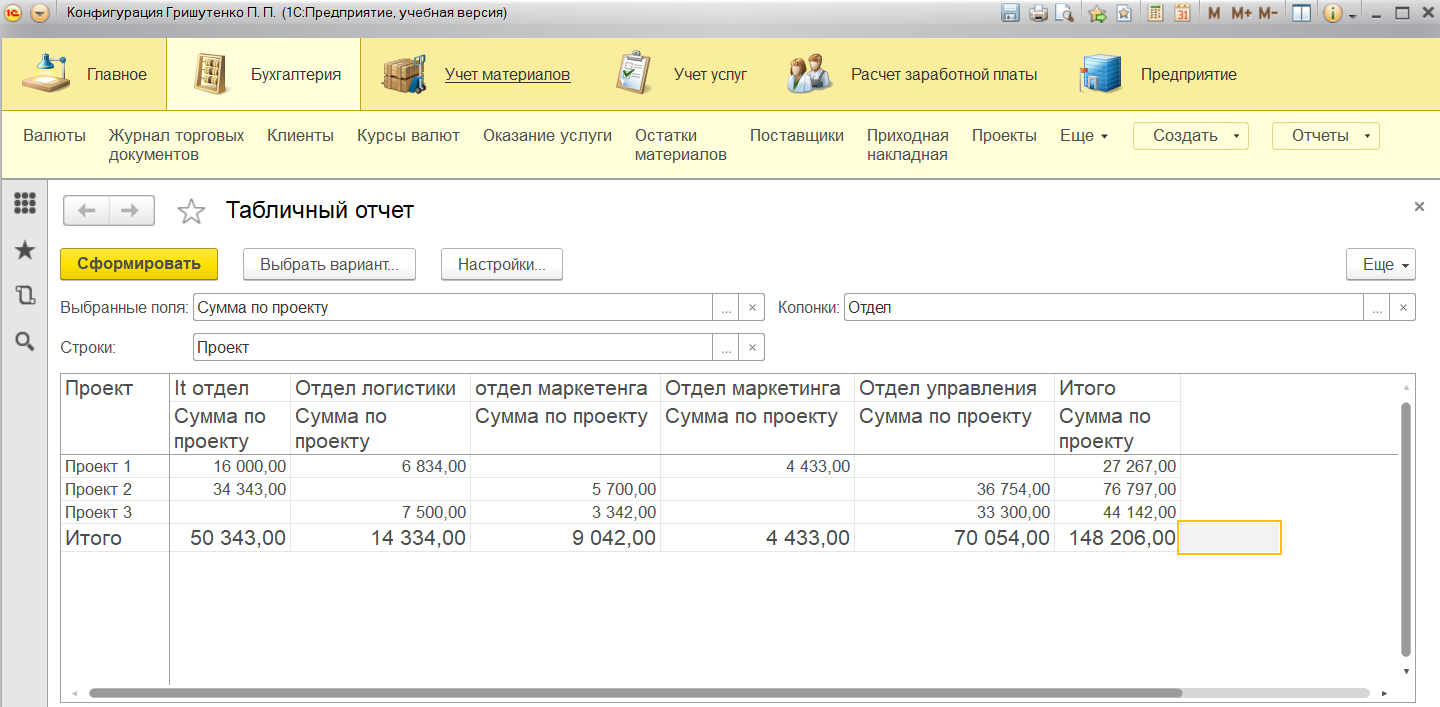 Конфигурация Гришутенко П. П. (1С:Предприятие, учебная версия)
31 M M+ M-
Главное Бухгалтерия Учет материалов Учет услуг Расчет заработной платы Предприятие
Валюты Журнал торговых документов Клиенты Курсы валют Оказание услуги Остатки материалов Поставщики Приходная накладная Проекты Еще Создать Отчеты
Табличный отчет
Сформировать Выбрать вариант... Настройки... Еще
Выбранные поля: Сумма по проекту ... × Колонки: Отдел ... ×
Строки: Проект ... ×
Проект It отдел Отдел логистики отдел маркетенга Отдел маркетинга Отдел управления Итого
Сумма по проекту Сумма по проекту Сумма по проекту Сумма по проекту Сумма по проекту Сумма по проекту
Проект 1 16 000,00 6 834,00 4 433,00 27 267,00
Проект 2 34 343,00 5 700,00 36 754,00 76 797,00
Проект 3 7 500,00 3 342,00 33 300,00 44 142,00
Итого 50 343,00 14 334,00 9 042,00 4 433,00 70 054,00 148 206,00